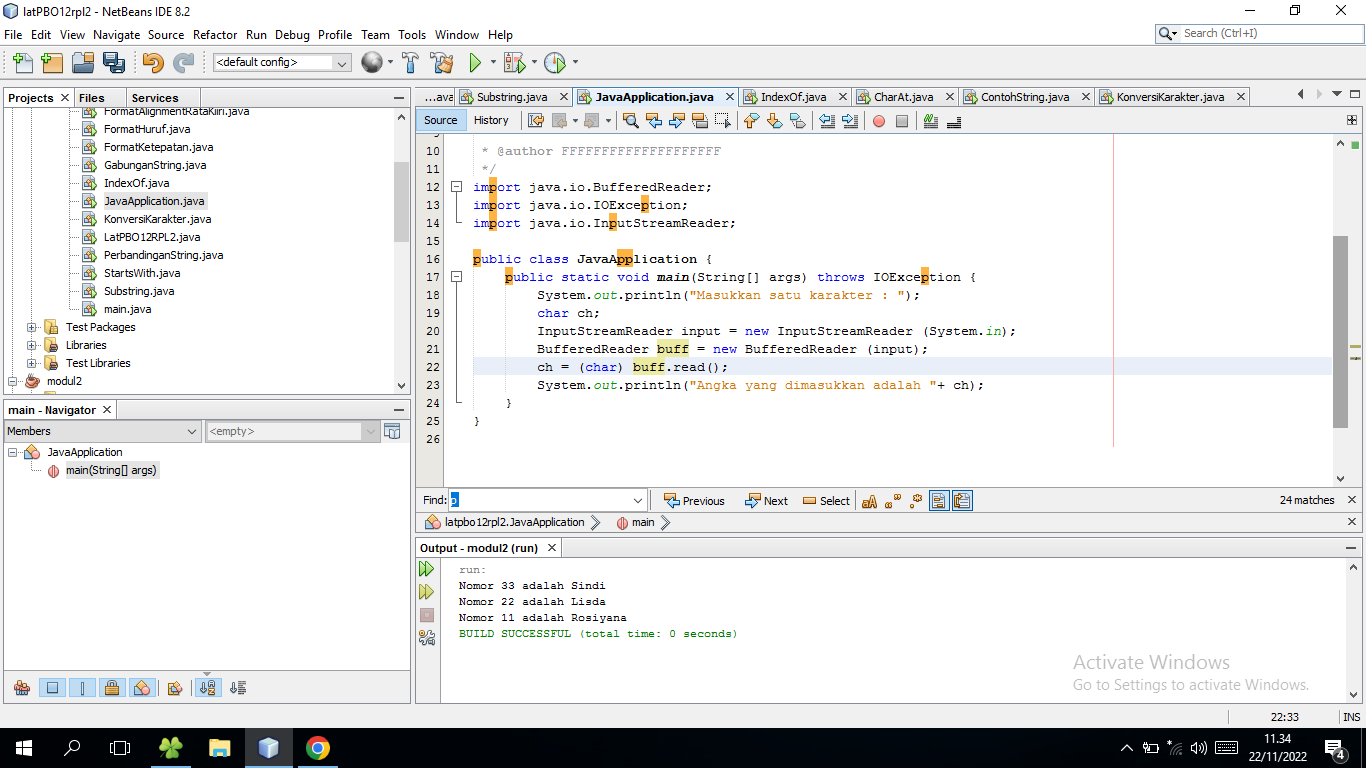 latPBO12rpl2 - NetBeans IDE 8.2
File Edit View Navigate Source Refactor Run Debug Profile Team Tools Window Help
Search (Ctrl+I)
<default config>
Projects Files Services
FormatAlignmentRataKiri.java
FormatHuruf.java
FormatKetepatan.java
GabunganString.java
IndexOf.java
JavaApplication.java
KonversiKarakter.java
LatPBO12RPL2.java
PerbandinganString.java
StartsWith.java
Substring.java
main.java
Test Packages
Libraries
Test Libraries
modul2
main - Navigator
Members <empty>
JavaApplication
main(String[] args)
...ava Substring.java JavaApplication.java IndexOf.java CharAt.java ContohString.java KonversiKarakter.java
Source History
10 * @author FFFFFFFFFFFFFFFFFFFF
11 */
12 import java.io.BufferedReader;
13 import java.io.IOException;
14 import java.io.InputStreamReader;
15
16 public class JavaApplication {
17 public static void main(String[] args) throws IOException {
18 System.out.println("Masukkan satu karakter : ");
19 char ch;
20 InputStreamReader input = new InputStreamReader (System.in);
21 BufferedReader buff = new BufferedReader (input);
22 ch = (char) buff.read();
23 System.out.println("Angka yang dimasukkan adalah "+ ch);
24 }
25 }
26
Find: p Previous Next Select 24 matches
latpbo12rpl2.JavaApplication main
Output - modul2 (run)
run:
Nomor 33 adalah Sindi
Nomor 22 adalah Lisda
Nomor 11 adalah Rosiyana
BUILD SUCCESSFUL (total time: 0 seconds)
Activate Windows
Go to Settings to activate Windows.
22:33 INS
11.34
22/11/2022
4